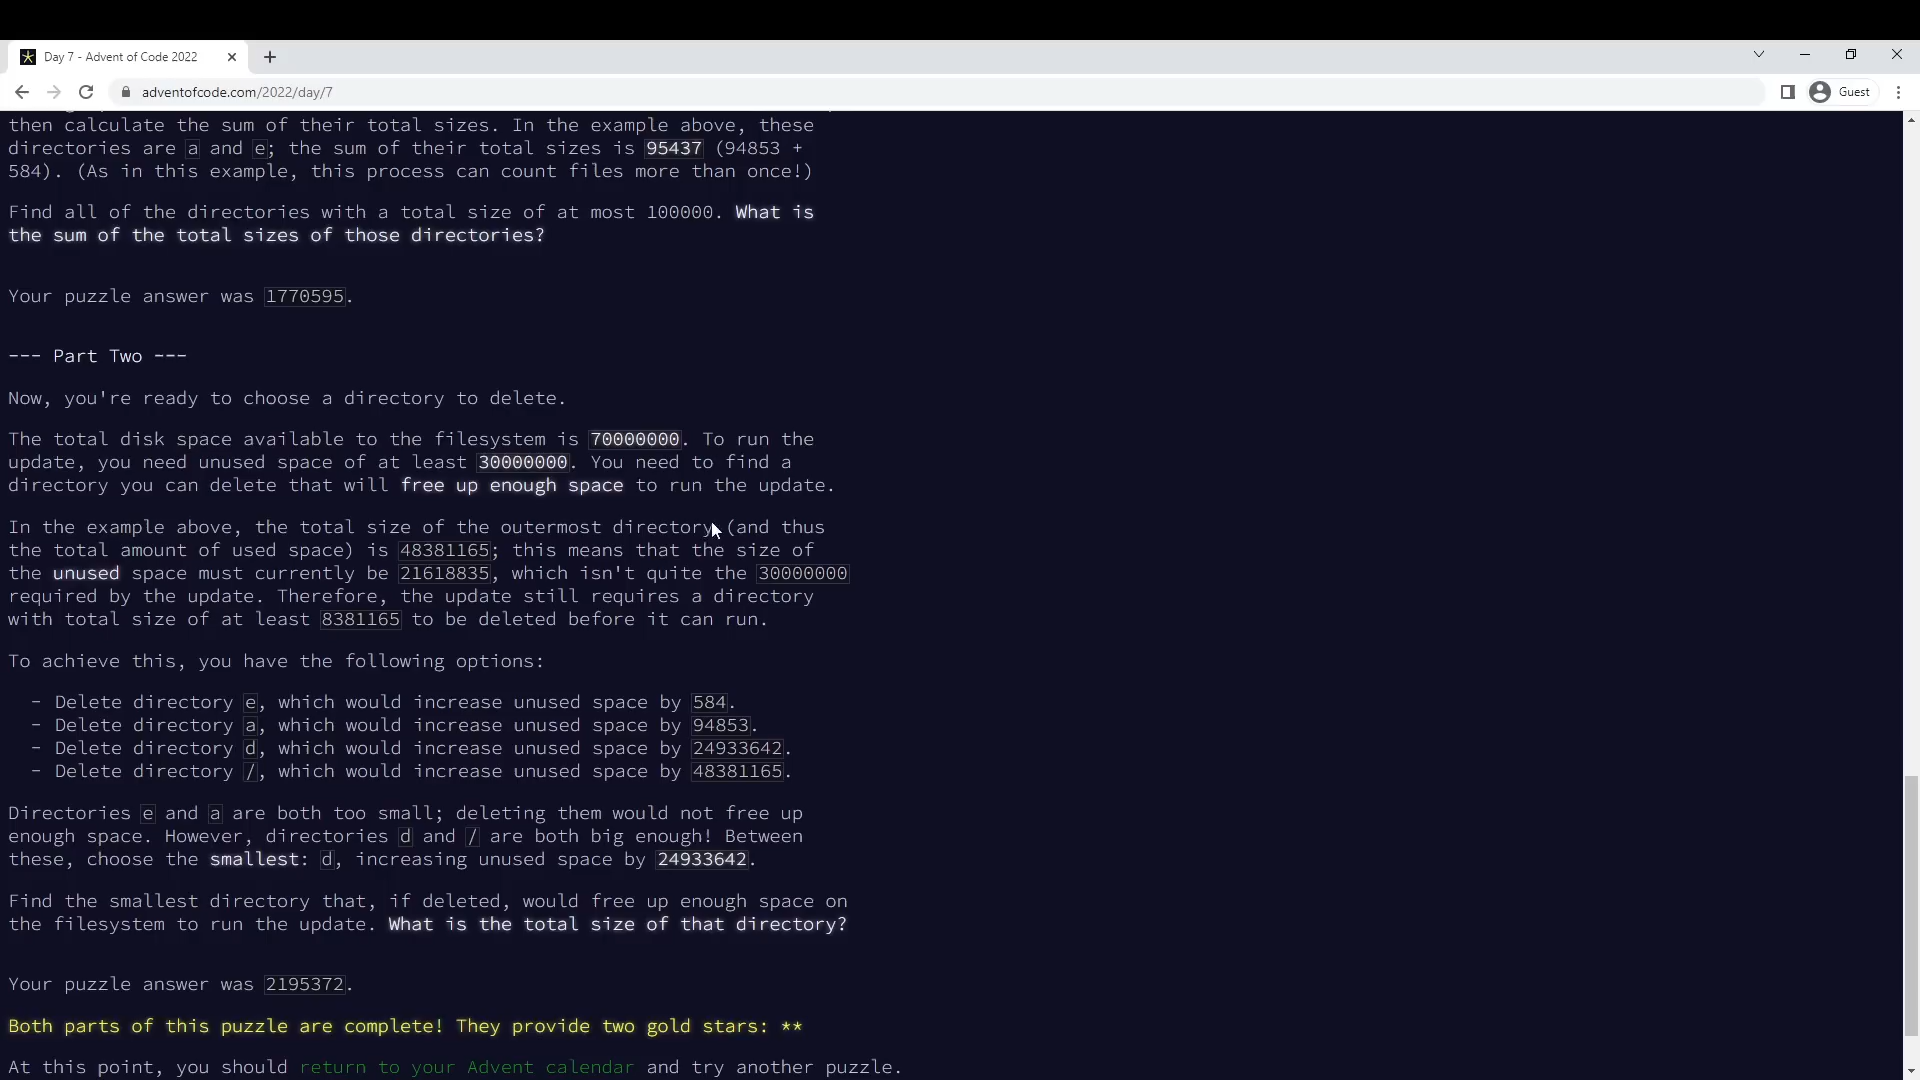 Day 7 - Advent of Code 2022
adventofcode.com/2022/day/7
Guest
then calculate the sum of their total sizes. In the example above, these
directories are a and e; the sum of their total sizes is 95437 (94853 +
584). (As in this example, this process can count files more than once!)
Find all of the directories with a total size of at most 100000. What is
the sum of the total sizes of those directories?
Your puzzle answer was 1770595.
--- Part Two ---
Now, you're ready to choose a directory to delete.
The total disk space available to the filesystem is 70000000. To run the
update, you need unused space of at least 30000000. You need to find a
directory you can delete that will free up enough space to run the update.
In the example above, the total size of the outermost directory (and thus
the total amount of used space) is 48381165; this means that the size of
the unused space must currently be 21618835, which isn't quite the 30000000
required by the update. Therefore, the update still requires a directory
with total size of at least 8381165 to be deleted before it can run.
To achieve this, you have the following options:
- Delete directory e, which would increase unused space by 584.
- Delete directory a, which would increase unused space by 94853.
- Delete directory d, which would increase unused space by 24933642.
- Delete directory /, which would increase unused space by 48381165.
Directories e and a are both too small; deleting them would not free up
enough space. However, directories d and / are both big enough! Between
these, choose the smallest: d, increasing unused space by 24933642.
Find the smallest directory that, if deleted, would free up enough space on
the filesystem to run the update. What is the total size of that directory?
Your puzzle answer was 2195372.
Both parts of this puzzle are complete! They provide two gold stars: **
At this point, you should return to your Advent calendar and try another puzzle.